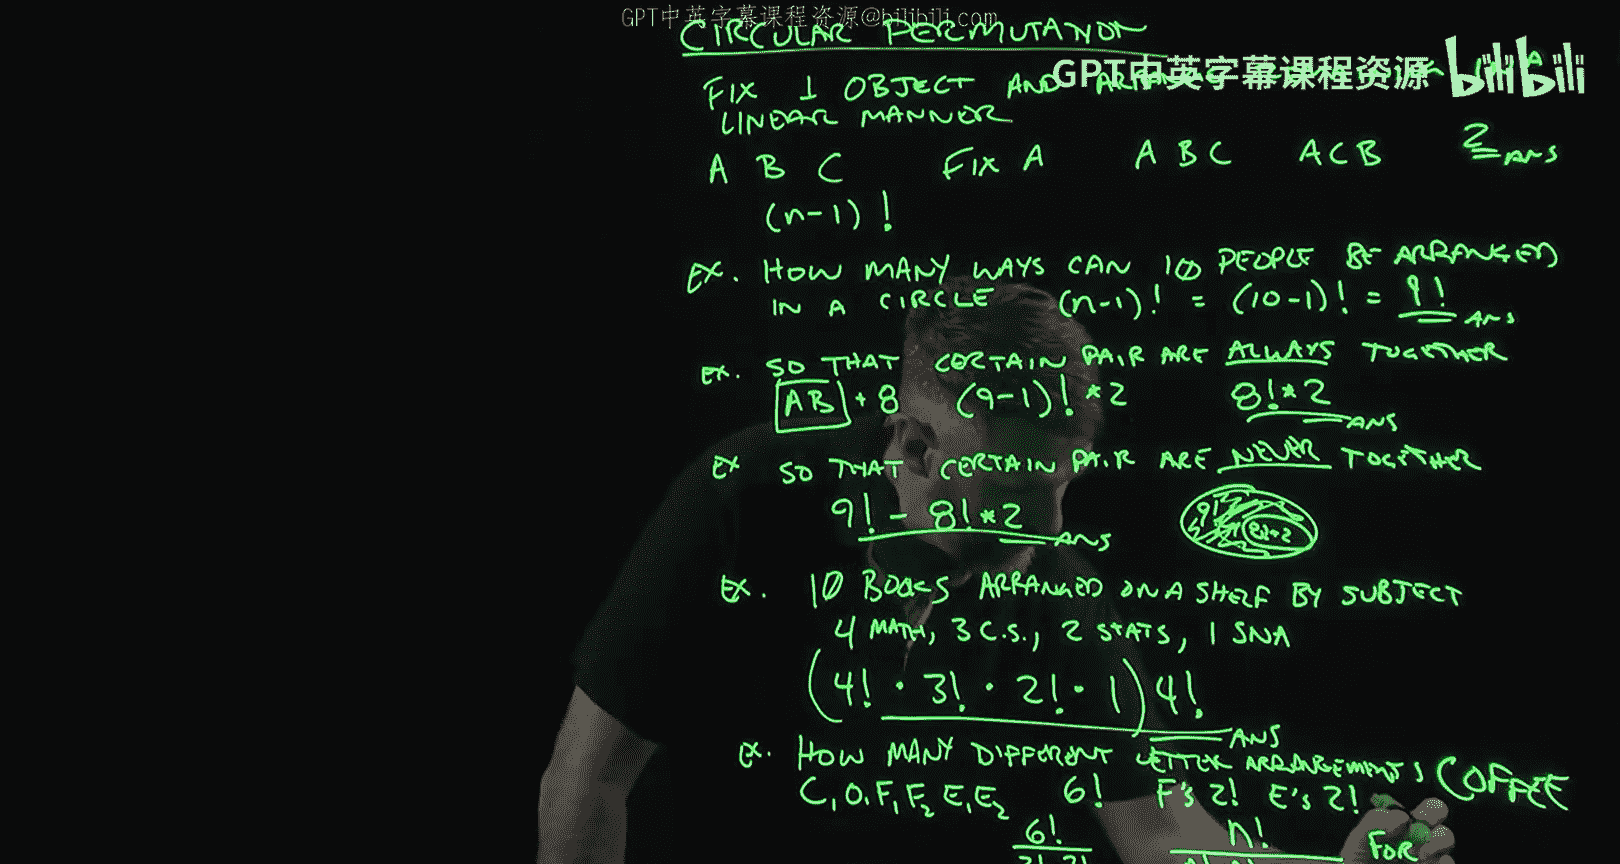 GPT中英字幕课程资源@bilibili.com
CIRCULAR PERMUTATION
GPT中英字幕课程资源 bilibili
FIX 1 OBJECT AND
LINEAR MANNER
A B C FIX A A B C A C B 2 ANS
(n-1)!
EX. HOW MANY WAYS CAN 10 PEOPLE BE ARRANGED
IN A CIRCLE (n-1)! = (10-1)! = 9! ANS
EX. SO THAT CERTAIN PAIR ARE ALWAYS TOGETHER
AB + 8 (9-1)! * 2 8! * 2 ANS
EX SO THAT CERTAIN PAIR ARE NEVER TOGETHER
9! - 8! * 2 ANS 9! 8!*2
EX. 10 BOOKS ARRANGED ON A SHELF BY SUBJECT
4 MATH, 3 C.S., 2 STATS, 1 SNA
(4! · 3! · 2! · 1) 4! ANS
EX. HOW MANY DIFFERENT LETTER ARRANGEMENTS COFFEE
C, O, F1 F2 E1 E2 6! F's 2! E's 2!
6! n! FOR
2! 2!